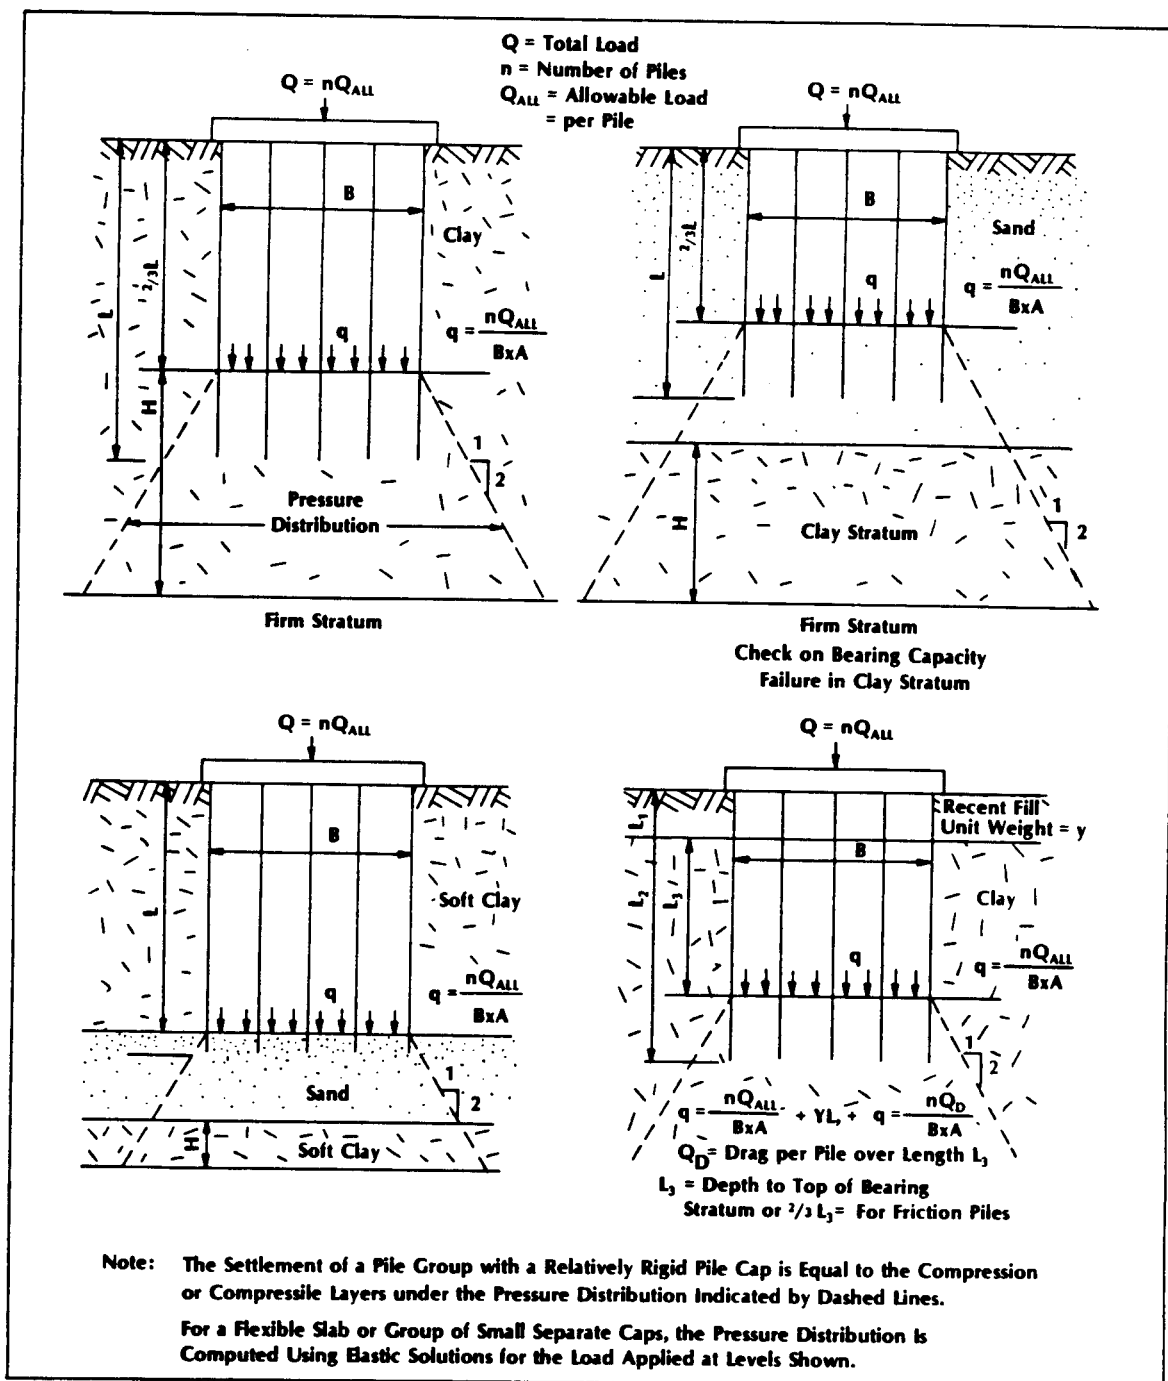 Q = Total Load
n = Number of Piles
Q_ALL = Allowable Load
= per Pile
Q = nQ_ALL
B
Clay
2/3L
L
q
q = nQ_ALL / BxA
H
1
2
Pressure
Distribution
Firm Stratum
Q = nQ_ALL
B
Sand
2/3L
L
q
q = nQ_ALL / BxA
H
Clay Stratum
1
2
Firm Stratum
Check on Bearing Capacity
Failure in Clay Stratum
Q = nQ_ALL
B
Soft Clay
L
q
q = nQ_ALL / BxA
1
2
Sand
H
Soft Clay
Q = nQ_ALL
Recent Fill
Unit Weight = y
L1
B
L2
L3
Clay
q
q = nQ_ALL / BxA
1
2
q = nQ_ALL / BxA + YL, + q = nQ_D / BxA
Q_D = Drag per Pile over Length L3
L3 = Depth to Top of Bearing
Stratum or 2/3 L3 = For Friction Piles
Note: The Settlement of a Pile Group with a Relatively Rigid Pile Cap is Equal to the Compression
or Compressile Layers under the Pressure Distribution Indicated by Dashed Lines.
For a Flexible Slab or Group of Small Separate Caps, the Pressure Distribution is
Computed Using Elastic Solutions for the Load Applied at Levels Shown.